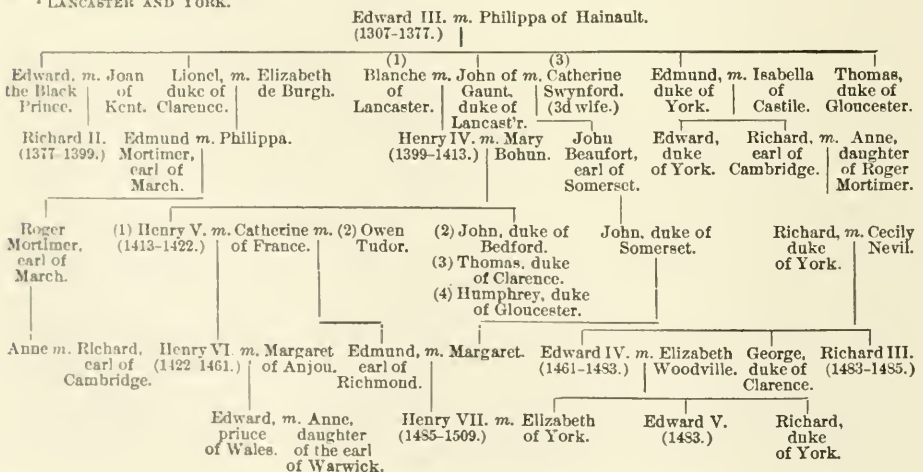 ² LANCASTER AND YORK.
Edward III. m. Philippa of Hainault.
(1307-1377.)
(1) (3)
Edward, m. Joan Lionel, m. Elizabeth Blanche m. John of m. Catherine Edmund, m. Isabella Thomas,
the Black of duke of de Burgh. of Gaunt, Swynford. duke of of duke of
Prince. Kent. Clarence. Lancaster. duke of (3d wife.) York. Castile. Gloucester.
Lancast'r.
Richard II. Edmund m. Philippa. Henry IV. m. Mary John Edward, Richard, m. Anne,
(1377-1399.) Mortimer, (1399-1413.) Bohun. Beaufort, duke earl of daughter
earl of earl of of York. Cambridge. of Roger
March. Somerset. Mortimer.
Roger (1) Henry V. m. Catherine m. (2) Owen (2) John, duke of John, duke of Richard, m. Cecily
Mortimer, (1413-1422.) of France. Tudor. Bedford. Somerset. duke Nevil.
earl of (3) Thomas, duke of York.
March. of Clarence.
(4) Humphrey, duke
of Gloucester.
Anne m. Richard, Henry VI. m. Margaret Edmund, m. Margaret. Edward IV. m. Elizabeth George, Richard III.
earl of (1422 1461.) of Anjou. earl of (1461-1483.) Woodville. duke of (1483-1485.)
Cambridge. Richmond. Clarence.
Edward, m. Anne, Henry VII. m. Elizabeth Edward V. Richard,
prince daughter (1485-1509.) of York. (1483.) duke
of Wales. of the earl of York.
of Warwick.